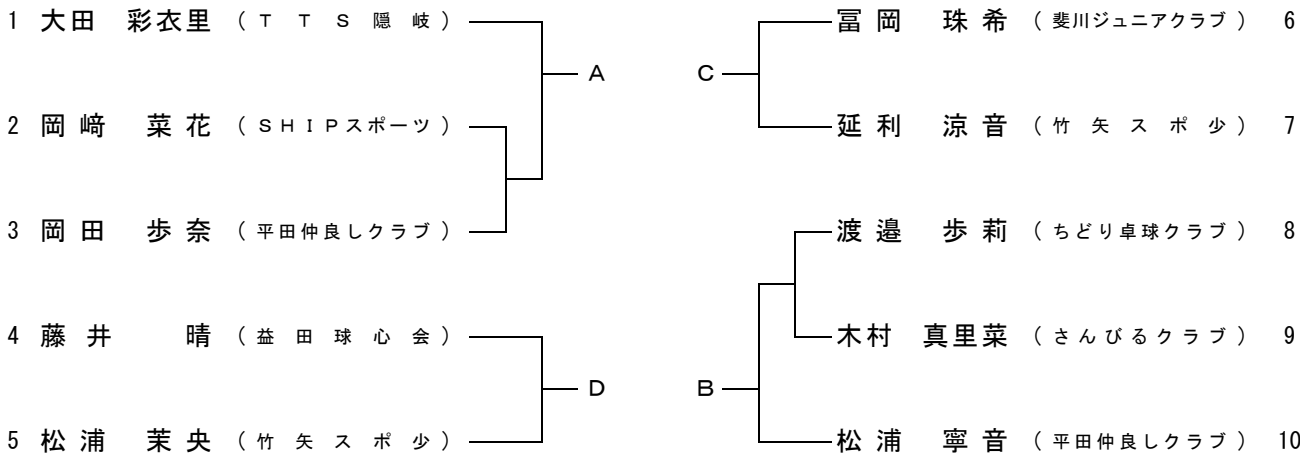 1 大田 彩衣里 (TTS隠岐)
A
2 岡﨑 菜花 (SHIPスポーツ)
3 岡田 歩奈 (平田仲良しクラブ)
4 藤井 晴 (益田球心会)
D
5 松浦 茉央 (竹矢スポ少)
冨岡 珠希 (斐川ジュニアクラブ) 6
C
延利 涼音 (竹矢スポ少) 7
渡邉 歩莉 (ちどり卓球クラブ) 8
木村 真里菜 (さんびるクラブ) 9
B
松浦 寧音 (平田仲良しクラブ) 10